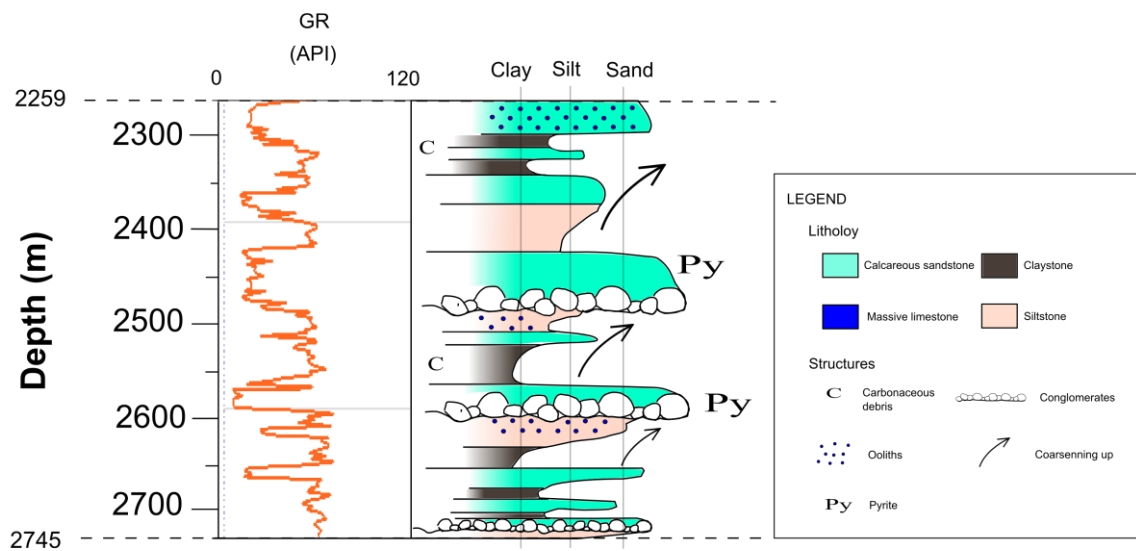 GR
(API)
0
120
Clay
Silt
Sand
2259
2300
2400
2500
2600
2700
2745
Depth (m)
C
Py
C
Py
LEGEND
Litholoy
Calcareous sandstone
Claystone
Massive limestone
Siltstone
Structures
C
Carbonaceous
debris
Conglomerates
Ooliths
Coarsenning up
Py
Pyrite